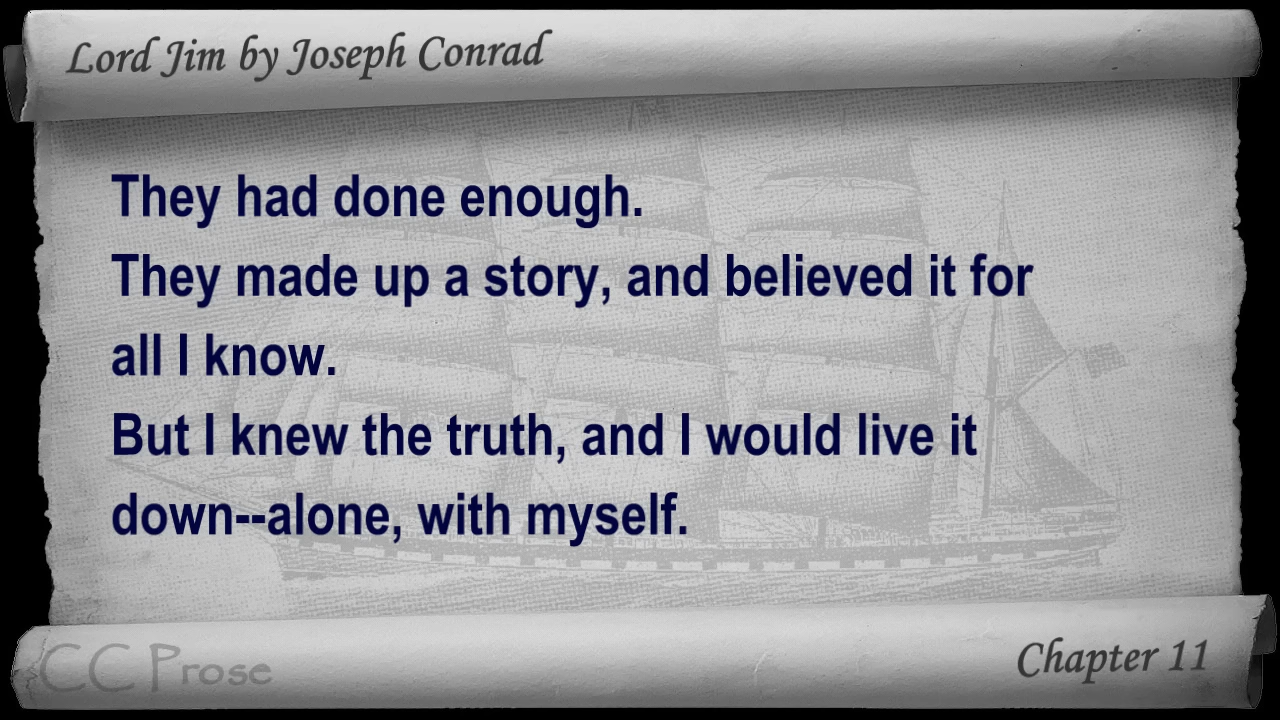 Lord Jim by Joseph Conrad
They had done enough.
They made up a story, and believed it for
all I know.
But I knew the truth, and I would live it
down--alone, with myself.
CC Prose
Chapter 11